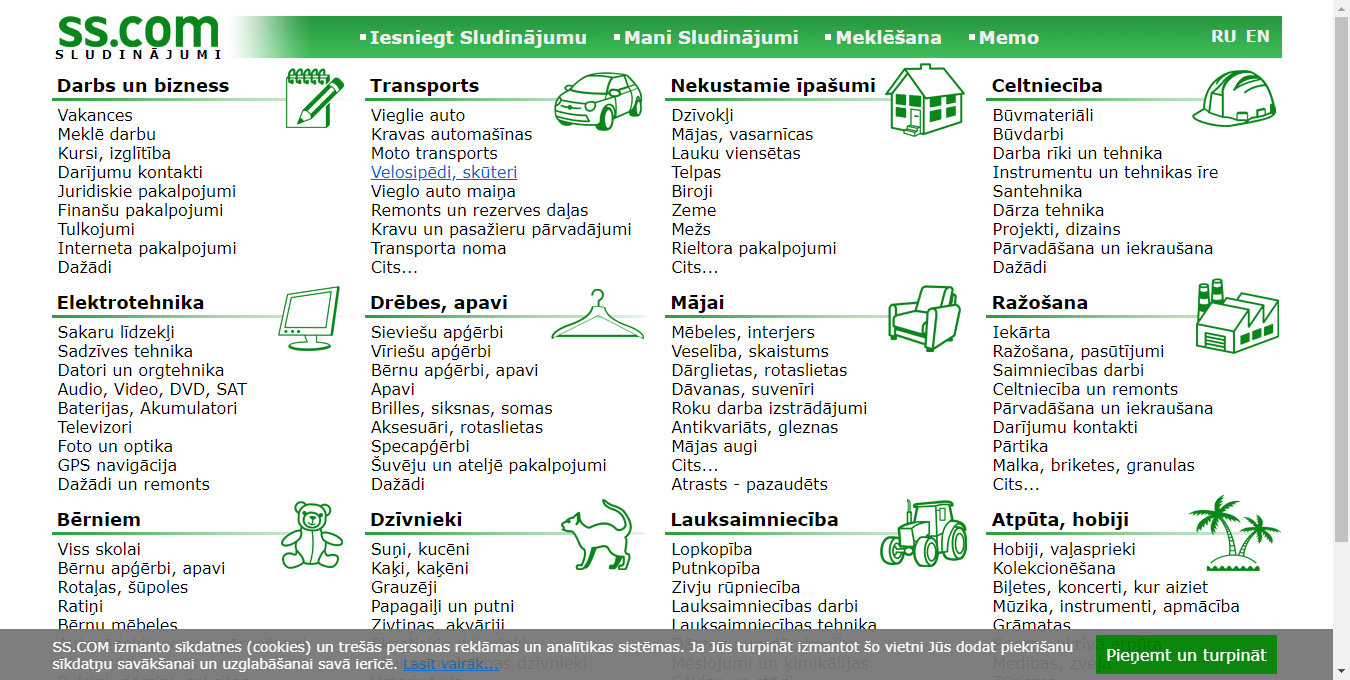 ss.com
SLUDINĀJUMI
Iesniegt Sludinājumu
Mani Sludinājumi
Meklēšana
Memo
RU EN
Darbs un bizness
Vakances
Meklē darbu
Kursi, izglītība
Darījumu kontakti
Juridiskie pakalpojumi
Finanšu pakalpojumi
Tulkojumi
Interneta pakalpojumi
Dažādi
Transports
Vieglie auto
Kravas automašīnas
Moto transports
Velosipēdi, skūteri
Vieglo auto maiņa
Remonts un rezerves daļas
Kravu un pasažieru pārvadājumi
Transporta noma
Cits...
Nekustamie īpašumi
Dzīvokļi
Mājas, vasarnīcas
Lauku viensētas
Telpas
Biroji
Zeme
Mežs
Rieltora pakalpojumi
Cits...
Celtniecība
Būvmateriāli
Būvdarbi
Darba rīki un tehnika
Instrumentu un tehnikas īre
Santehnika
Dārza tehnika
Projekti, dizains
Pārvadāšana un iekraušana
Dažādi
Elektrotehnika
Sakaru līdzekļi
Sadzīves tehnika
Datori un orgtehnika
Audio, Video, DVD, SAT
Baterijas, Akumulatori
Televizori
Foto un optika
GPS navigācija
Dažādi un remonts
Drēbes, apavi
Sieviešu apģērbi
Vīriešu apģērbi
Bērnu apģērbi, apavi
Apavi
Brilles, siksnas, somas
Aksesuāri, rotaslietas
Specapģērbi
Šuvēju un ateljē pakalpojumi
Dažādi
Mājai
Mēbeles, interjers
Veselība, skaistums
Dārglietas, rotaslietas
Dāvanas, suvenīri
Roku darba izstrādājumi
Antikvariāts, gleznas
Mājas augi
Cits...
Atrasts - pazaudēts
Ražošana
Iekārta
Ražošana, pasūtījumi
Saimniecības darbi
Celtniecība un remonts
Pārvadāšana un iekraušana
Darījumu kontakti
Pārtika
Malka, briketes, granulas
Cits...
Bērniem
Viss skolai
Bērnu apģērbi, apavi
Rotaļas, šūpoles
Ratiņi
Bērnu mēbeles
Dzīvnieki
Suņi, kucēni
Kaķi, kaķēni
Grauzēji
Papagaiļi un putni
Zivtiņas, akvāriji
Lauksaimniecība
Lopkopība
Putnkopība
Zivju rūpniecība
Lauksaimniecības darbi
Lauksaimniecības tehnika
Mēslojumi un ķimikālijas
Atpūta, hobiji
Hobiji, vaļasprieki
Kolekcionēšana
Biļetes, koncerti, kur aiziet
Mūzika, instrumenti, apmācība
Grāmatas
SS.COM izmanto sīkdatnes (cookies) un trešās personas reklāmas un analītikas sistēmas. Ja Jūs turpināt izmantot šo vietni Jūs dodat piekrišanu
sīkdatņu savākšanai un uzglabāšanai savā ierīcē. Lasīt vairāk...
Pieņemt un turpināt